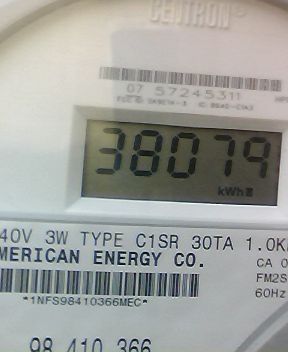 CENTRON®
07 57245311
38079
kWh
40V 3W TYPE C1SR 30TA 1.0K
MERICAN ENERGY CO.
CA 0
FM2S
60Hz
*1NFS98410366MEC*
98 410 366